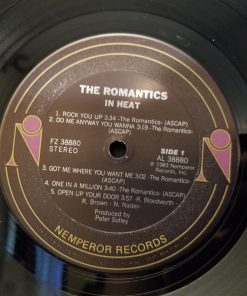 THE ROMANTICS
IN HEAT
1. ROCK YOU UP 3:34 -The Romantics- (ASCAP)
2. DO ME ANYWAY YOU WANNA 3:19 -The Romantics-
(ASCAP)
FZ 38880
STEREO
SIDE 1
AL 38880
℗ 1983 Nemperor
Records, Inc.
3. GOT ME WHERE YOU WANT ME 3:02 -The Romantics-
(ASCAP)
4. ONE IN A MILLION 3:40 -The Romantics- (ASCAP)
5. OPEN UP YOUR DOOR 3:57 -R. Bloodworth -
R. Brown - N. Nader-
Produced by
Peter Solley
NEMPEROR RECORDS